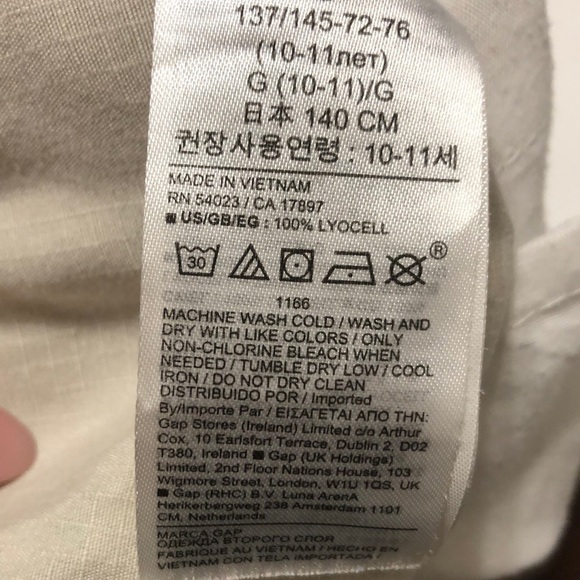 137/145-72-76
(10-11лет)
G (10-11)/G
日本 140 CM
권장사용연령 : 10-11세
MADE IN VIETNAM
RN 54023 / CA 17897
■ US/GB/EG : 100% LYOCELL
30
®
1166
MACHINE WASH COLD / WASH AND
DRY WITH LIKE COLORS / ONLY
NON-CHLORINE BLEACH WHEN
NEEDED / TUMBLE DRY LOW / COOL
IRON / DO NOT DRY CLEAN
DISTRIBUIDO POR / Imported
By/Importe Par / ΕΙΣΑΓΕΤΑΙ ΑΠΟ ΤΗΝ:
Gap Stores (Ireland) Limited c/o Arthur
Cox, 10 Earlsfort Terrace, Dublin 2, D02
T380, Ireland ■ Gap (UK Holdings)
Limited, 2nd Floor Nations House, 103
Wigmore Street, London, W1U 1QS, UK
■ Gap (RHC) B.V. Luna ArenA
Herikerbergweg 238 Amsterdam 1101
CM, Netherlands
MARCA: GAP
ОДЕЖДА ВТОРОГО СЛОЯ
FABRIQUE AU VIETNAM / HECHO EN
VIETNAM CON TELA IMPORTADA /